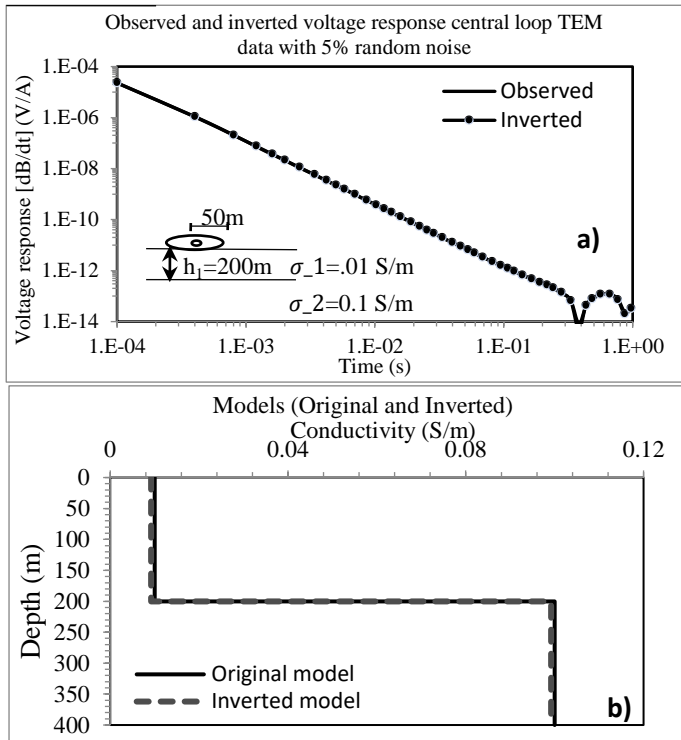 Observed and inverted voltage response central loop TEM
data with 5% random noise
Voltage response [dB/dt] (V/A)
1.E-04
1.E-06
1.E-08
1.E-10
1.E-12
1.E-14
Observed
Inverted
50m
a)
h₁=200m
σ_1=.01 S/m
σ_2=0.1 S/m
1.E-04 1.E-03 1.E-02 1.E-01 1.E+00
Time (s)
Models (Original and Inverted)
Conductivity (S/m)
0 0.04 0.08 0.12
Depth (m)
0
50
100
150
200
250
300
350
400
Original model
Inverted model
b)